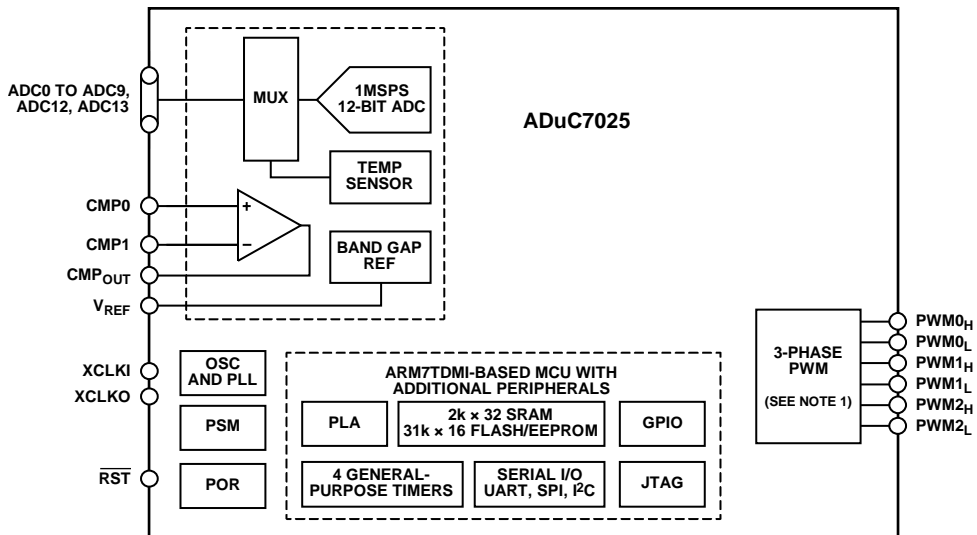 ADC0 TO ADC9,
ADC12, ADC13
MUX
1MSPS
12-BIT ADC
ADuC7025
TEMP
SENSOR
CMP0
+
CMP1
−
CMPOUT
BAND GAP
REF
VREF
XCLKI
XCLKO
OSC
AND PLL
PSM
RST
POR
ARM7TDMI-BASED MCU WITH
ADDITIONAL PERIPHERALS
PLA
2k × 32 SRAM
31k × 16 FLASH/EEPROM
GPIO
4 GENERAL-
PURPOSE TIMERS
SERIAL I/O
UART, SPI, I2C
JTAG
3-PHASE
PWM
(SEE NOTE 1)
PWM0H
PWM0L
PWM1H
PWM1L
PWM2H
PWM2L